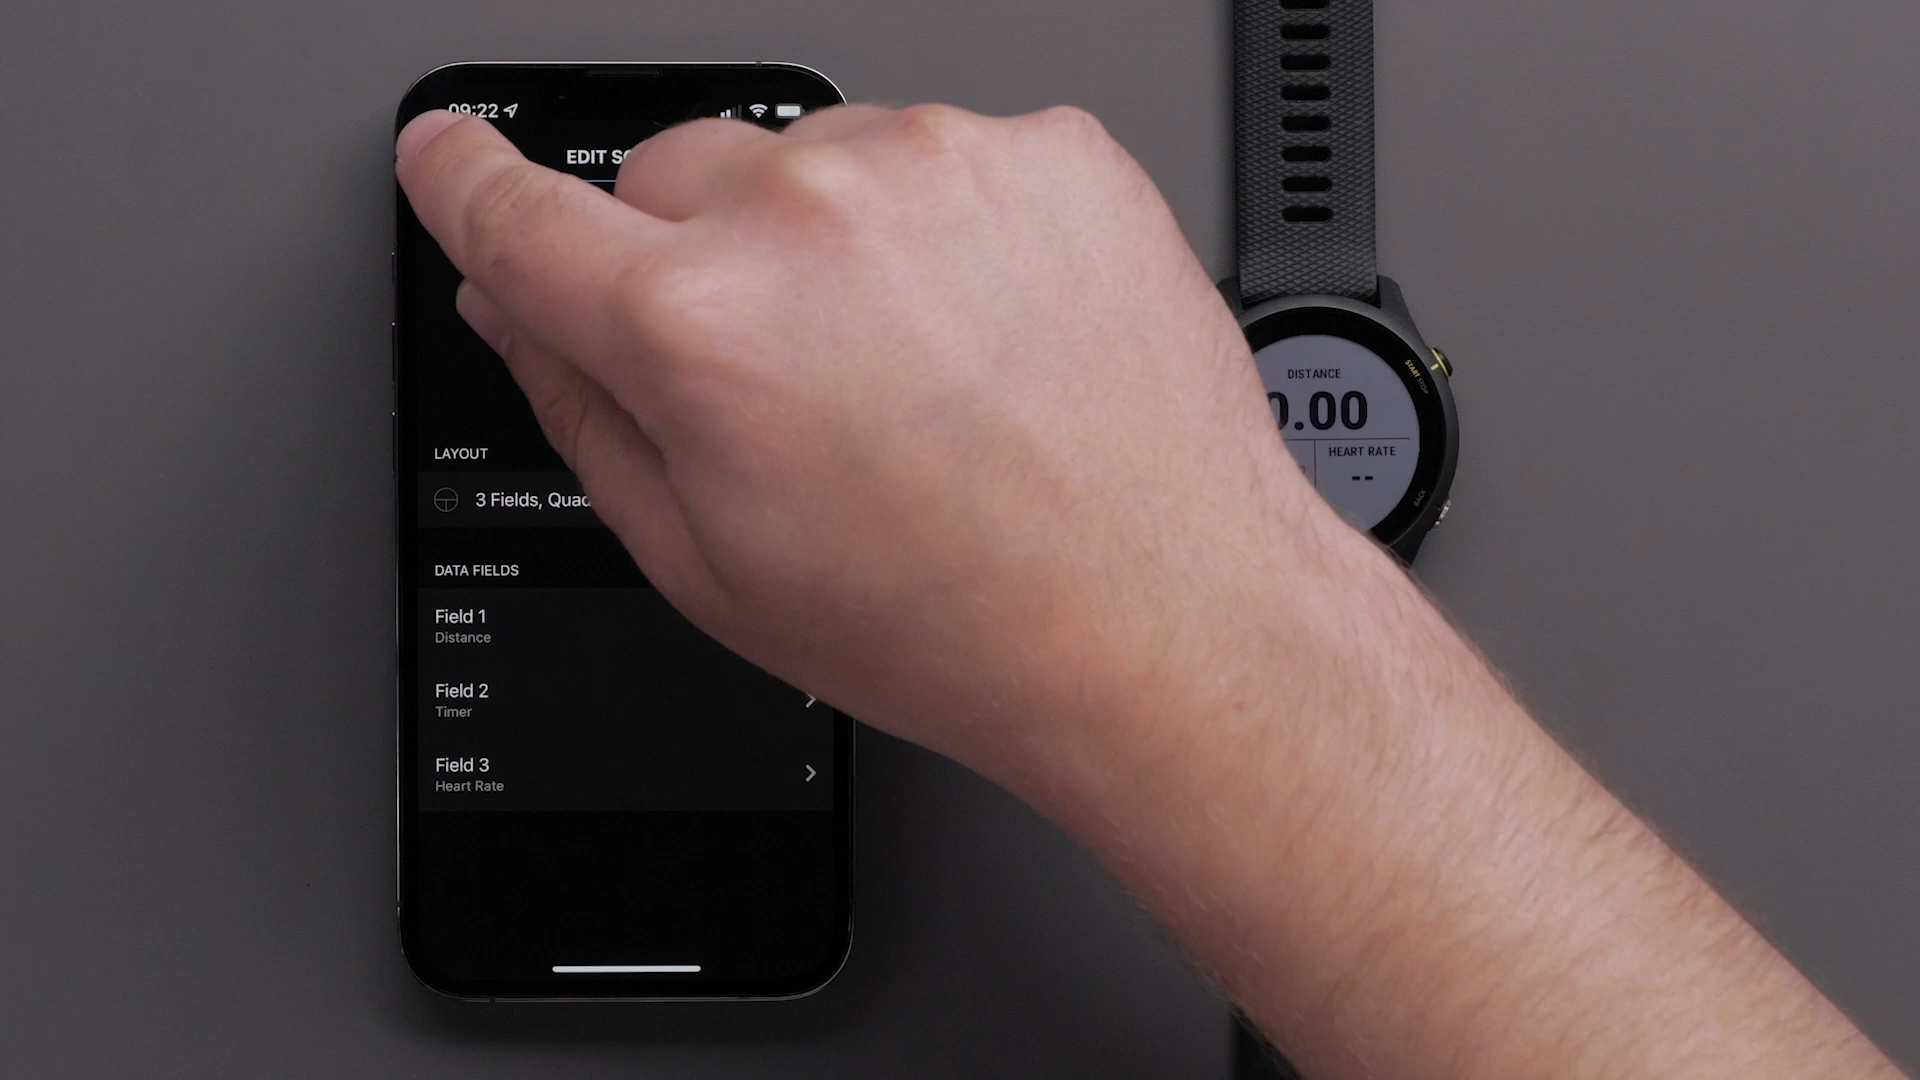 09:22
EDIT
LAYOUT
3 Fields,
DATA FIELDS
Field 1
Distance
Field 2
Timer
Field 3
Heart Rate
DISTANCE
0.00
HEART RATE
--
START STOP
BACK